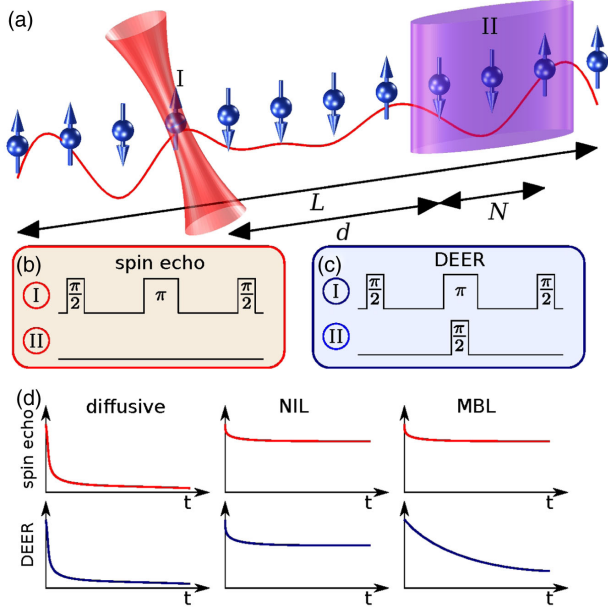 (a)
I
II
L
d
N
(b)
spin echo
I
π/2
π
π/2
II
(c)
DEER
I
π/2
π
π/2
II
π/2
(d)
diffusive
NIL
MBL
spin echo
t
t
t
DEER
t
t
t